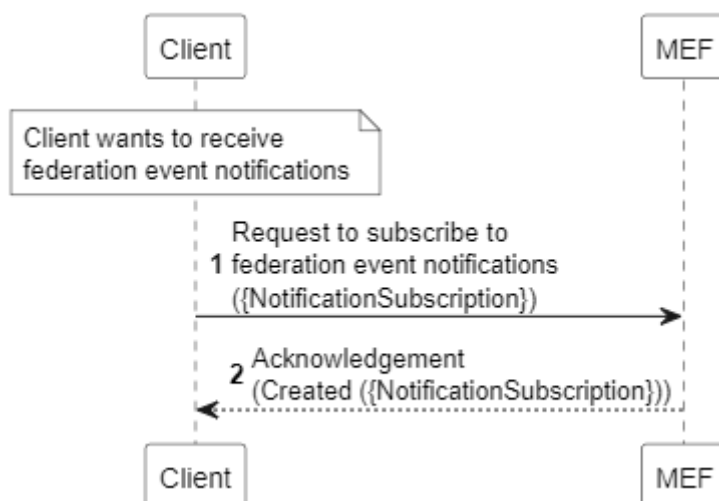 Client
MEF
Client wants to receive
federation event notifications
Request to subscribe to
1 federation event notifications
({NotificationSubscription})
2 Acknowledgement
(Created ({NotificationSubscription}))
Client
MEF